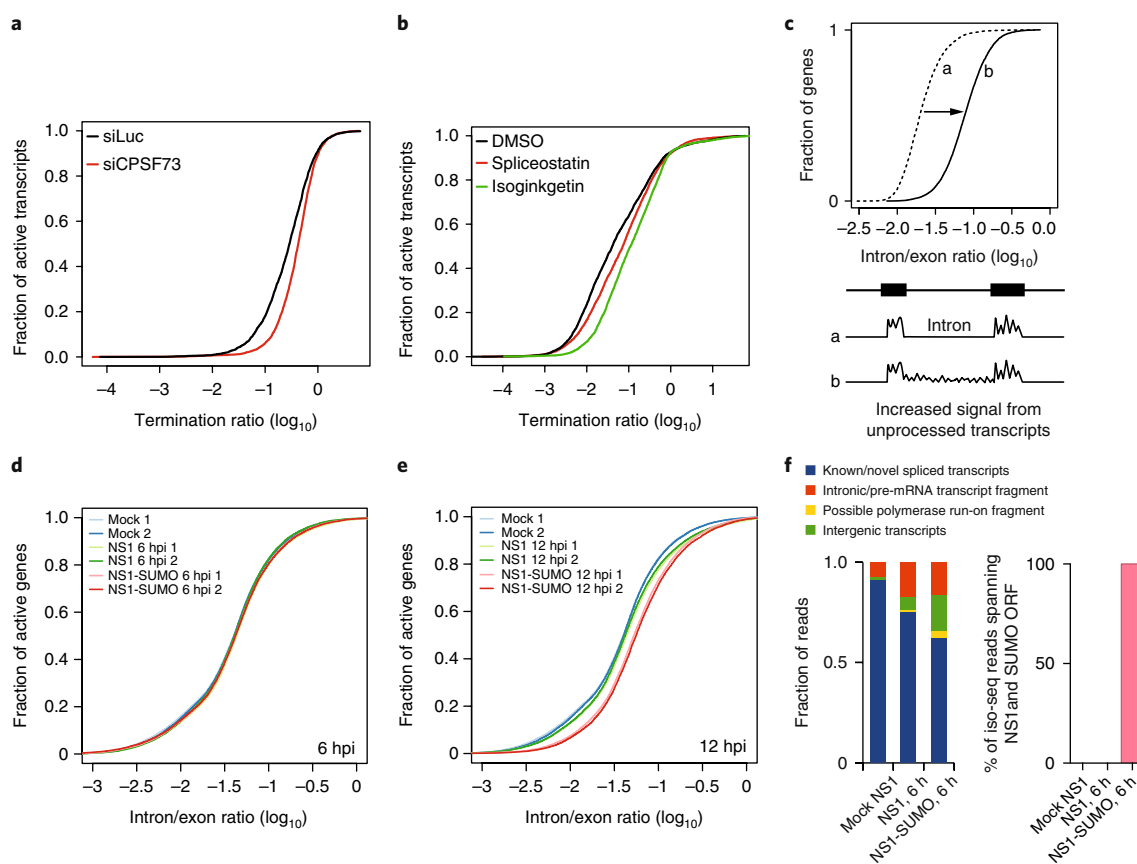 a
1.0
0.8
0.6
0.4
0.2
0.0
Fraction of active transcripts
siLuc
siCPSF73
−4
−3
−2
−1
0
Termination ratio (log10)
b
1.0
0.8
0.6
0.4
0.2
0.0
Fraction of active transcripts
DMSO
Spliceostatin
Isoginkgetin
−4
−3
−2
−1
0
1
Termination ratio (log10)
c
1
0
Fraction of genes
a
b
−2.5
−2.0
−1.5
−1.0
−0.5
0.0
Intron/exon ratio (log10)
a
Intron
b
Increased signal from
unprocessed transcripts
d
1.0
0.8
0.6
0.4
0.2
0
Fraction of active genes
Mock 1
Mock 2
NS1 6 hpi 1
NS1 6 hpi 2
NS1-SUMO 6 hpi 1
NS1-SUMO 6 hpi 2
6 hpi
−3
−2.5
−2
−1.5
−1
−0.5
0
Intron/exon ratio (log10)
e
1.0
0.8
0.6
0.4
0.2
0
Fraction of active genes
Mock 1
Mock 2
NS1 12 hpi 1
NS1 12 hpi 2
NS1-SUMO 12 hpi 1
NS1-SUMO 12 hpi 2
12 hpi
−3
−2.5
−2
−1.5
−1
−0.5
0
Intron/exon ratio (log10)
f
Known/novel spliced transcripts
Intronic/pre-mRNA transcript fragment
Possible polymerase run-on fragment
Intergenic transcripts
1.0
0.5
0
Fraction of reads
Mock NS1
NS1, 6 h
NS1-SUMO, 6 h
100
50
0
% of iso-seq reads spanning
NS1 and SUMO ORF
Mock NS1
NS1, 6 h
NS1-SUMO, 6 h